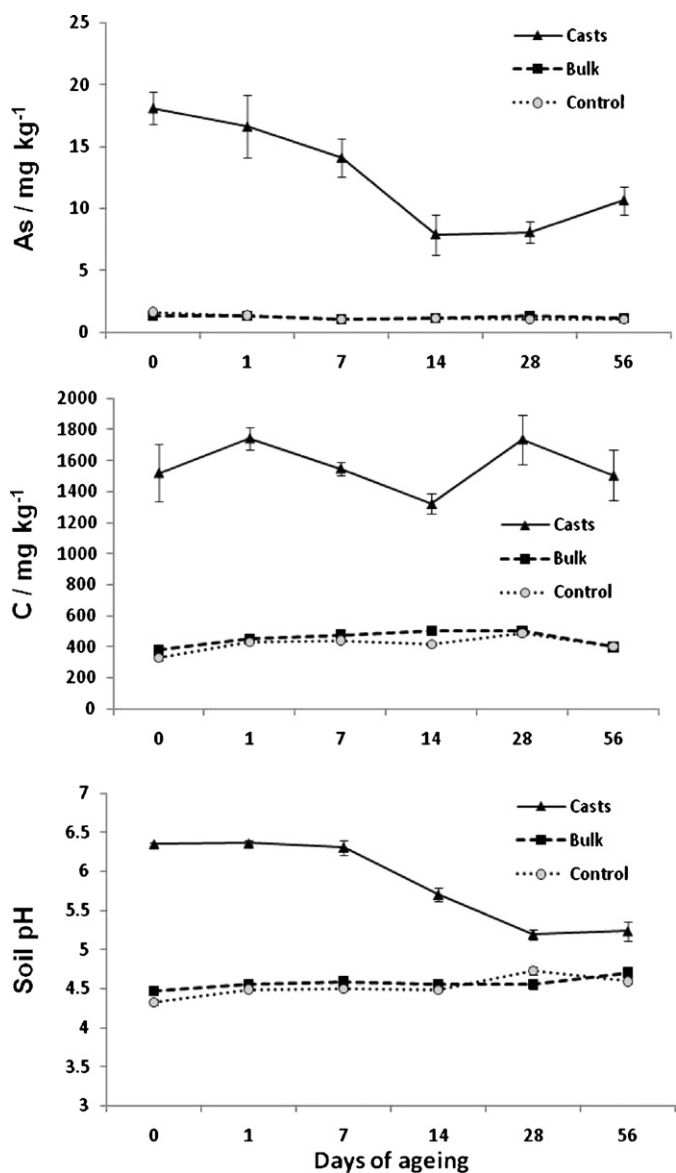 As / mg kg⁻¹
25
20
15
10
5
0
Casts
Bulk
Control
0 1 7 14 28 56
C / mg kg⁻¹
2000
1800
1600
1400
1200
1000
800
600
400
200
0
Casts
Bulk
Control
0 1 7 14 28 56
Soil pH
7
6.5
6
5.5
5
4.5
4
3.5
3
Casts
Bulk
Control
0 1 7 14 28 56
Days of ageing